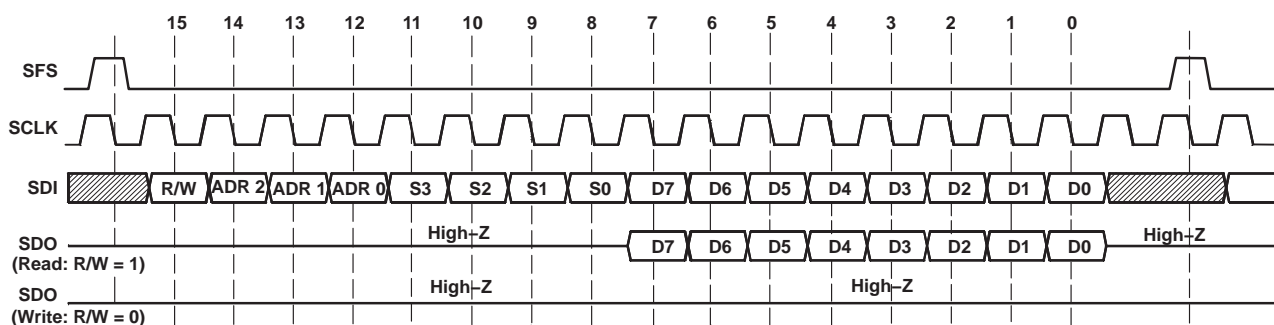 15 14 13 12 11 10 9 8 7 6 5 4 3 2 1 0
SFS
SCLK
SDI R/W ADR 2 ADR 1 ADR 0 S3 S2 S1 S0 D7 D6 D5 D4 D3 D2 D1 D0
SDO High–Z D7 D6 D5 D4 D3 D2 D1 D0 High–Z
(Read: R/W = 1)
SDO High–Z High–Z
(Write: R/W = 0)